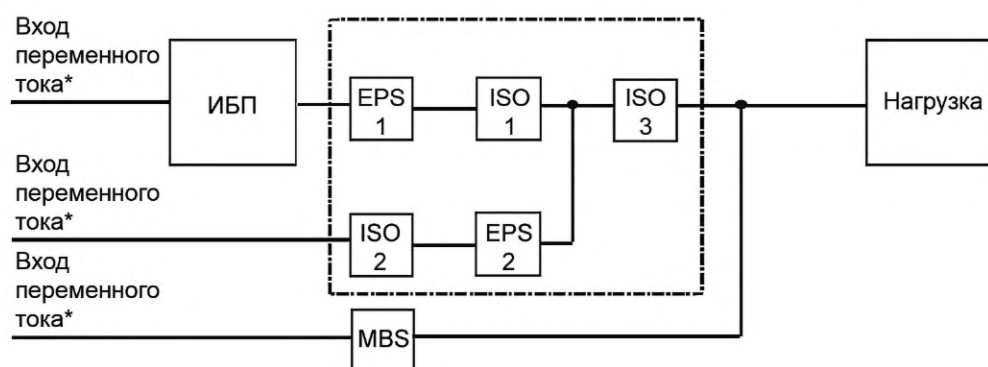 Вход
переменного
тока*
ИБП
EPS
1
ISO
1
ISO
3
Нагрузка
Вход
переменного
тока*
ISO
2
EPS
2
Вход
переменного
тока*
MBS